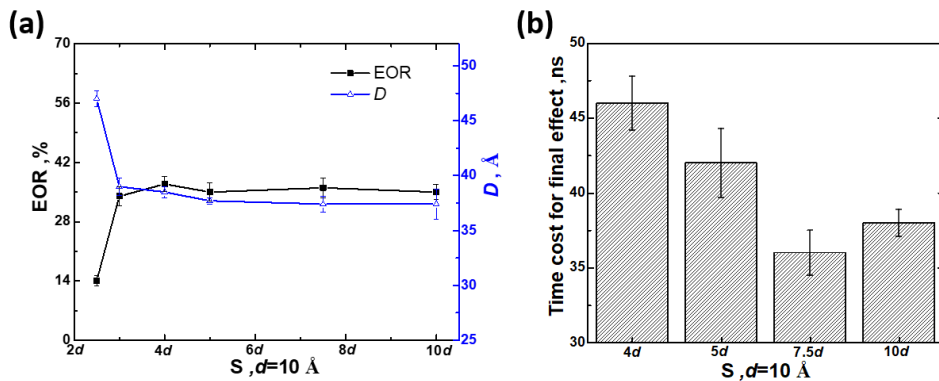 (a)
70
56
42
28
14
0
EOR ,%
EOR
D
50
45
40
35
30
25
D , Å
2d
4d
6d
8d
10d
S ,d=10 Å
(b)
50
45
40
35
30
Time cost for final effect ,ns
4d
5d
7.5d
10d
S ,d=10 Å